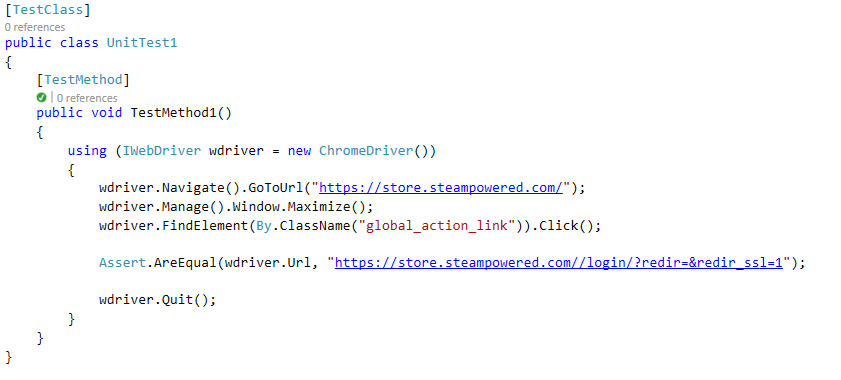 [TestClass]
0 references
public class UnitTest1
{
[TestMethod]
| 0 references
public void TestMethod1()
{
using (IWebDriver wdriver = new ChromeDriver())
{
wdriver.Navigate().GoToUrl("https://store.steampowered.com/");
wdriver.Manage().Window.Maximize();
wdriver.FindElement(By.ClassName("global_action_link")).Click();
Assert.AreEqual(wdriver.Url, "https://store.steampowered.com//login/?redir=&redir_ssl=1");
wdriver.Quit();
}
}
}